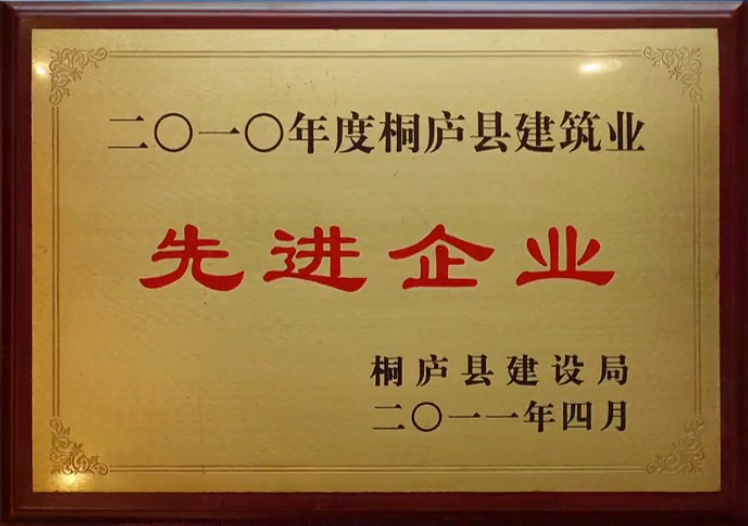 二〇一〇年度桐庐县建筑业
先进企业
桐庐县建设局
二〇一一年四月